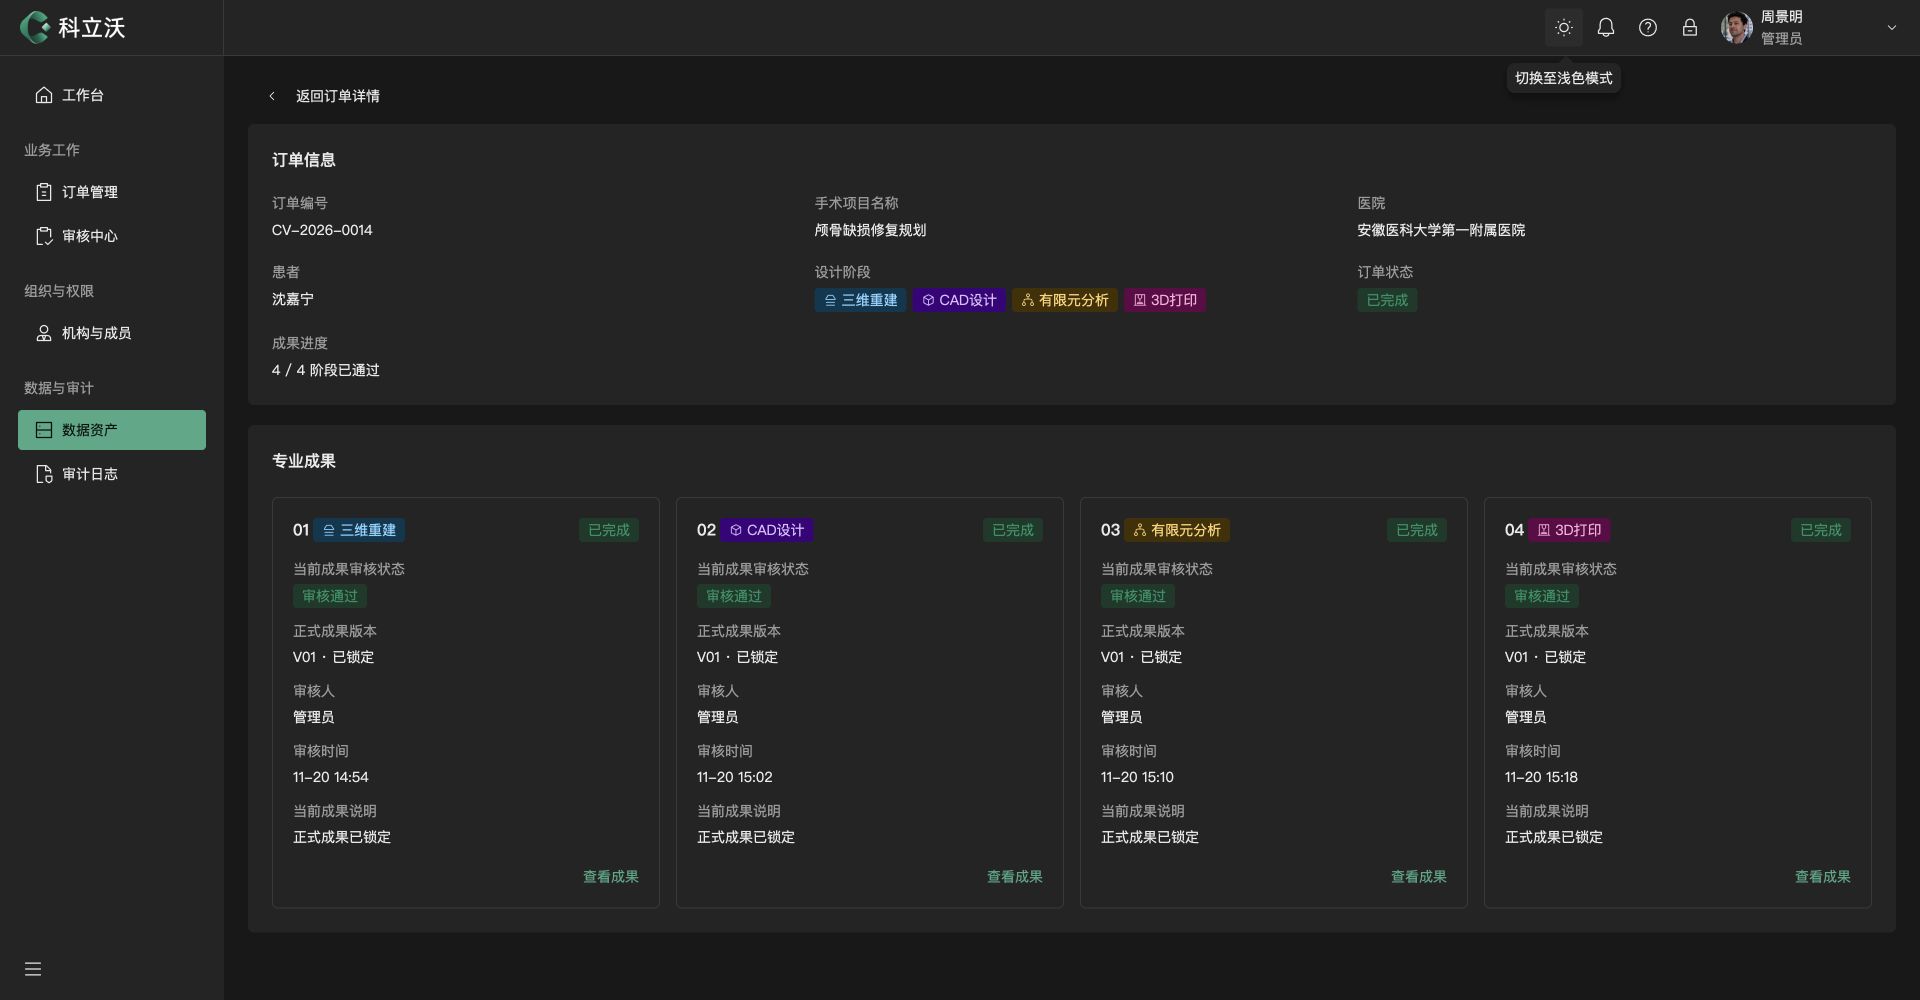 科立沃
周景明
管理员
切换至浅色模式
工作台
业务工作
订单管理
审核中心
组织与权限
机构与成员
数据与审计
数据资产
审计日志
返回订单详情
订单信息
订单编号
CV-2026-0014
手术项目名称
颅骨缺损修复规划
医院
安徽医科大学第一附属医院
患者
沈嘉宁
设计阶段
三维重建 CAD设计 有限元分析 3D打印
订单状态
已完成
成果进度
4 / 4 阶段已通过
专业成果
01 三维重建 已完成
当前成果审核状态
审核通过
正式成果版本
V01 · 已锁定
审核人
管理员
审核时间
11-20 14:54
当前成果说明
正式成果已锁定
查看成果
02 CAD设计 已完成
当前成果审核状态
审核通过
正式成果版本
V01 · 已锁定
审核人
管理员
审核时间
11-20 15:02
当前成果说明
正式成果已锁定
查看成果
03 有限元分析 已完成
当前成果审核状态
审核通过
正式成果版本
V01 · 已锁定
审核人
管理员
审核时间
11-20 15:10
当前成果说明
正式成果已锁定
查看成果
04 3D打印 已完成
当前成果审核状态
审核通过
正式成果版本
V01 · 已锁定
审核人
管理员
审核时间
11-20 15:18
当前成果说明
正式成果已锁定
查看成果